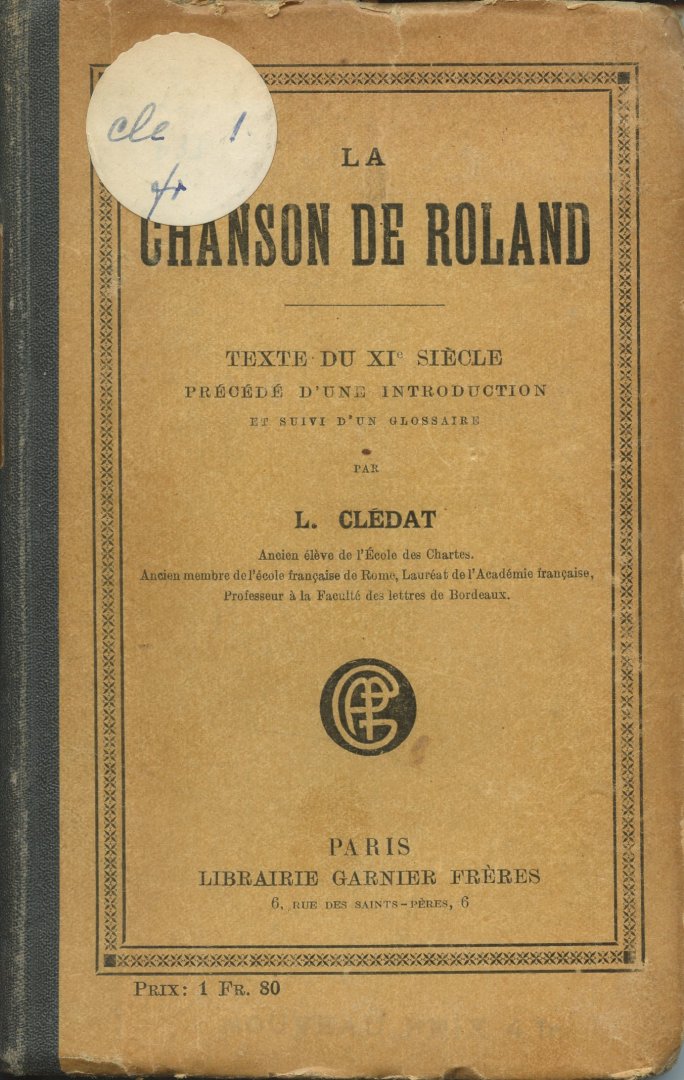 cle 1.
LA
CHANSON DE ROLAND
TEXTE DU XIe SIÈCLE
PRÉCÉDÉ D'UNE INTRODUCTION
ET SUIVI D'UN GLOSSAIRE
PAR
L. CLÉDAT
Ancien élève de l'École des Chartes.
Ancien membre de l'école française de Rome, Lauréat de l'Académie française,
Professeur à la Faculté des lettres de Bordeaux.
PARIS
LIBRAIRIE GARNIER FRÈRES
6, RUE DES SAINTS-PÈRES, 6
PRIX: 1 FR. 80